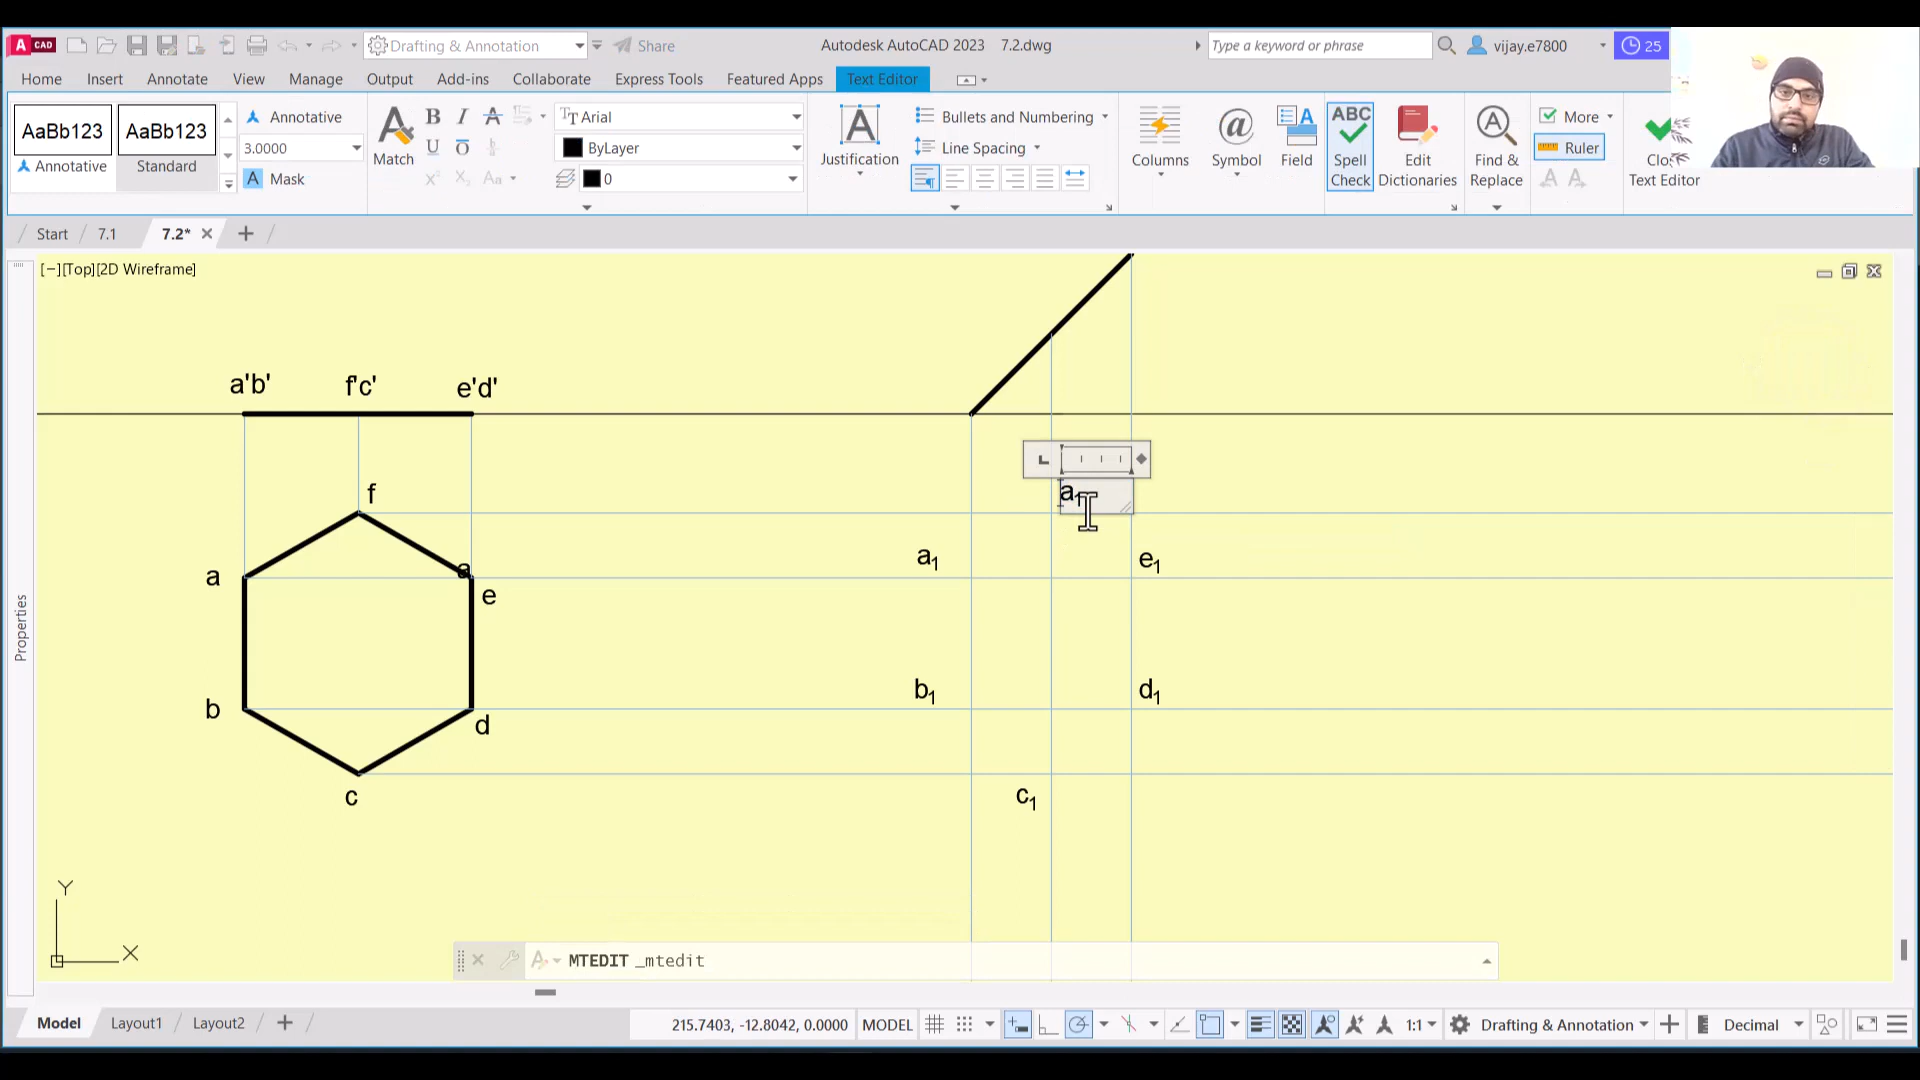 A CAD
Drafting & Annotation
Share
Autodesk AutoCAD 2023 7.2.dwg
Type a keyword or phrase
vijay.e7800
25
Home Insert Annotate View Manage Output Add-ins Collaborate Express Tools Featured Apps Text Editor
AaBb123 AaBb123
Annotative Standard
Annotative
3.0000
A Mask
Match
Arial
ByLayer
0
Justification
Bullets and Numbering
Line Spacing
Columns
Symbol
Field
ABC
Spell
Check
Edit
Dictionaries
Find &
Replace
More
Ruler
Text Editor
Start 7.1 7.2*
[−][Top][2D Wireframe]
Properties
a'b' f'c' e'd'
f
a₁
a a e
a₁ e₁
b d
b₁ d₁
c c₁
Y
X
MTEDIT _mtedit
Model Layout1 Layout2
215.7403, -12.8042, 0.0000 MODEL
1:1
Drafting & Annotation
Decimal